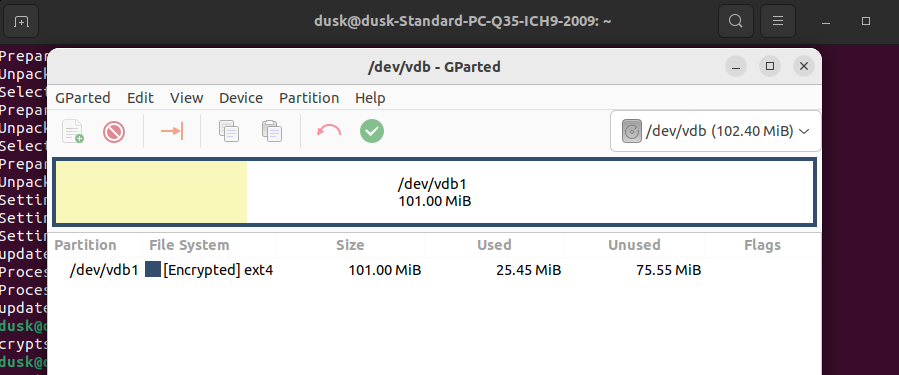 dusk@dusk-Standard-PC-Q35-ICH9-2009: ~
/dev/vdb - GParted
GParted Edit View Device Partition Help
/dev/vdb (102.40 MiB)
/dev/vdb1
101.00 MiB
Partition File System Size Used Unused Flags
/dev/vdb1 [Encrypted] ext4 101.00 MiB 25.45 MiB 75.55 MiB
Prepar
Unpack
Select
Prepar
Unpack
Select
Prepar
Unpack
Settin
Settin
Settin
update
Proces
Proces
update
dusk@
crypts
dusk@